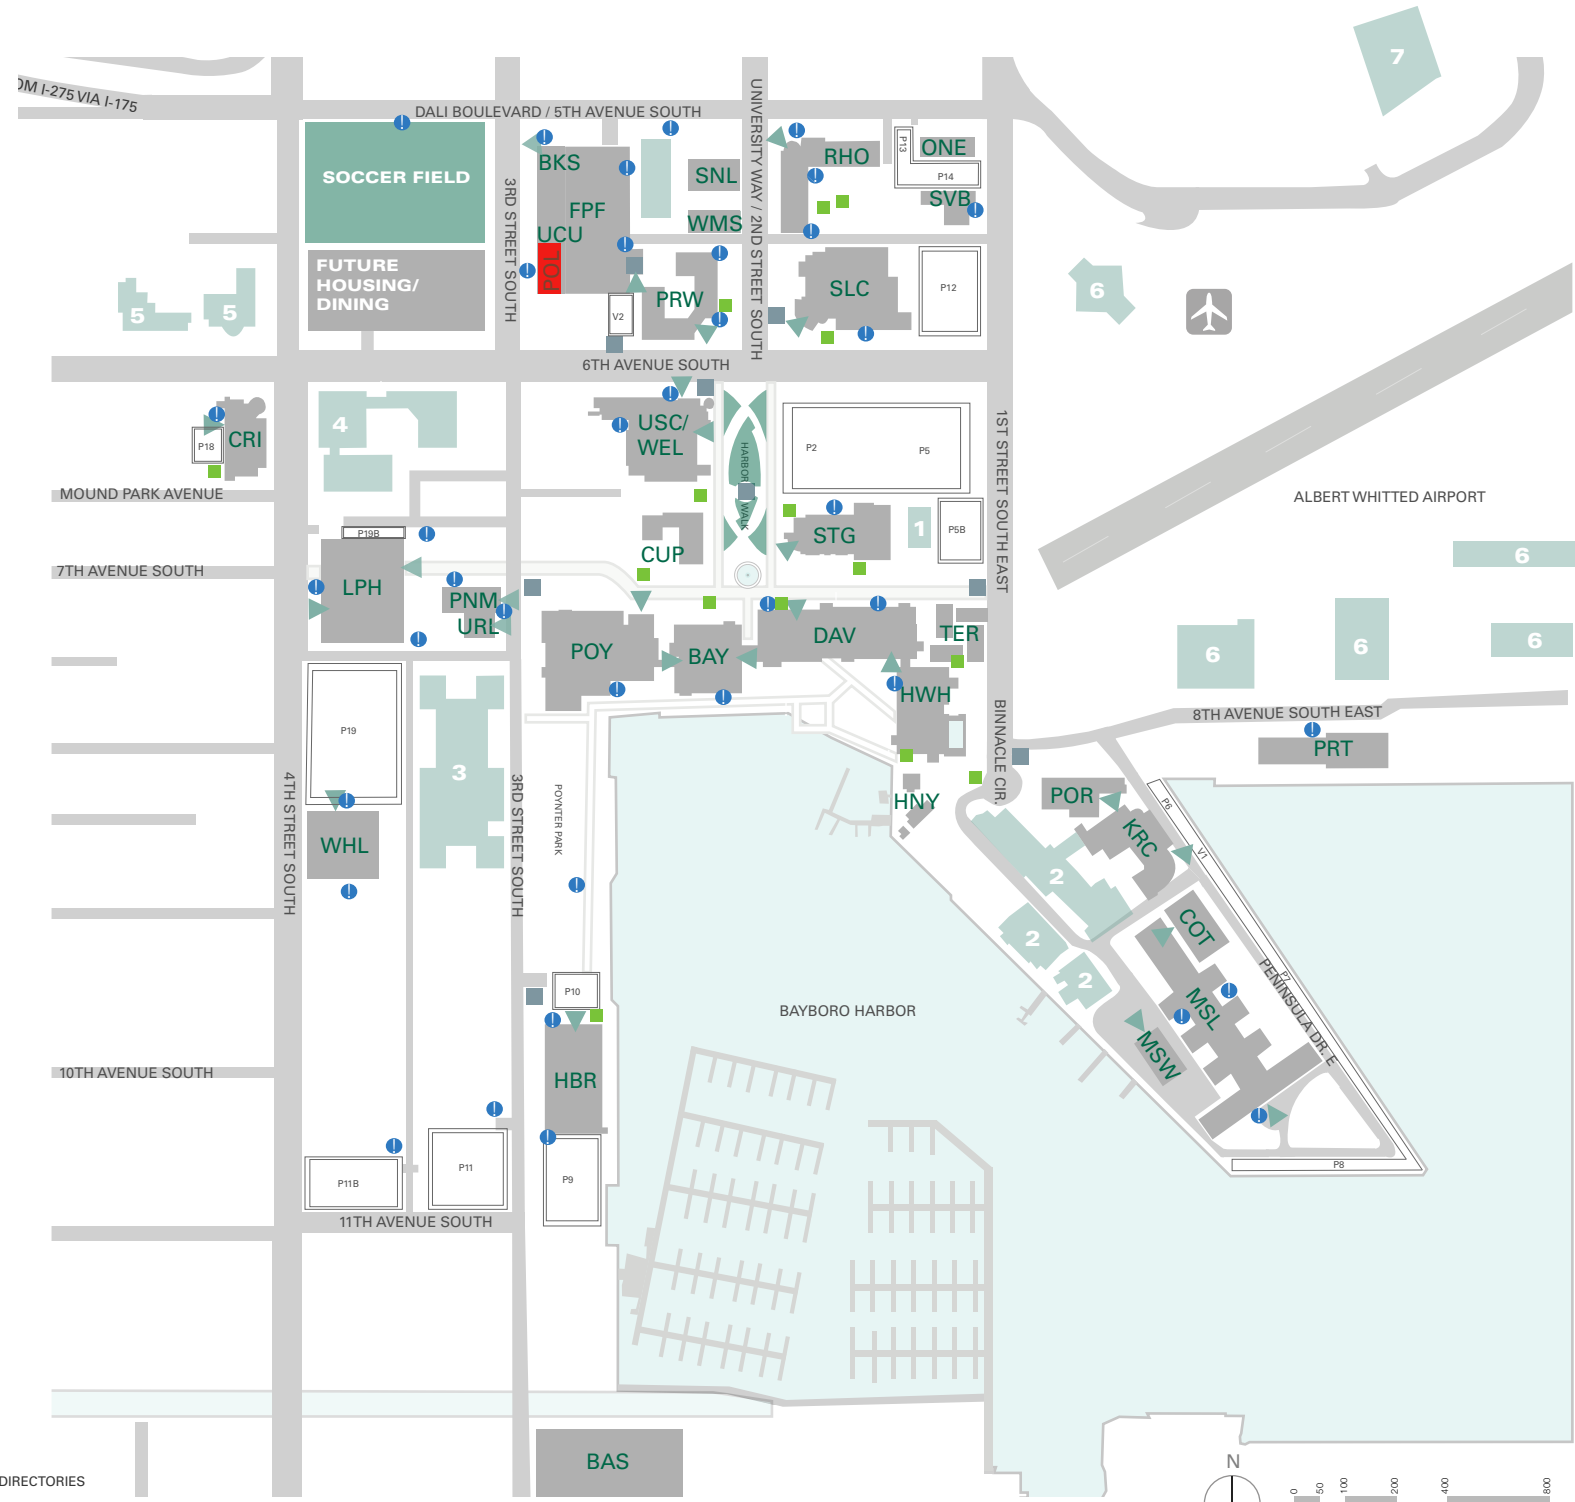 7
OM I-275 VIA I-175
DALI BOULEVARD / 5TH AVENUE SOUTH
UNIVERSITY WAY / 2ND STREET SOUTH
3RD STREET SOUTH
SOCCER FIELD
BKS
FPF
UCU
POL
SNL
WMS
RHO
P13
ONE
P14
SVB
FUTURE
HOUSING/
DINING
5
5
V2
PRW
SLC
P12
6
6TH AVENUE SOUTH
P18
CRI
4
USC/
WEL
HARBOR
WALK
P2
P5
1ST STREET SOUTH EAST
MOUND PARK AVENUE
ALBERT WHITTED AIRPORT
P19B
CUP
STG
1
P5B
6
7TH AVENUE SOUTH
LPH
PNM
URL
POY
BAY
DAV
TER
6
6
6
HWH
P19
3
8TH AVENUE SOUTH EAST
PRT
BINNACLE CIR.
4TH STREET SOUTH
3RD STREET SOUTH
POYNTER PARK
HNY
POR
P6
WHL
KRC
V1
2
2
2
COT
P7
PENINSULA DR. E
P10
BAYBORO HARBOR
MSL
MSW
10TH AVENUE SOUTH
HBR
P11B
P11
P9
P8
11TH AVENUE SOUTH
BAS
N
DIRECTORIES
0
50
100
200
400
800